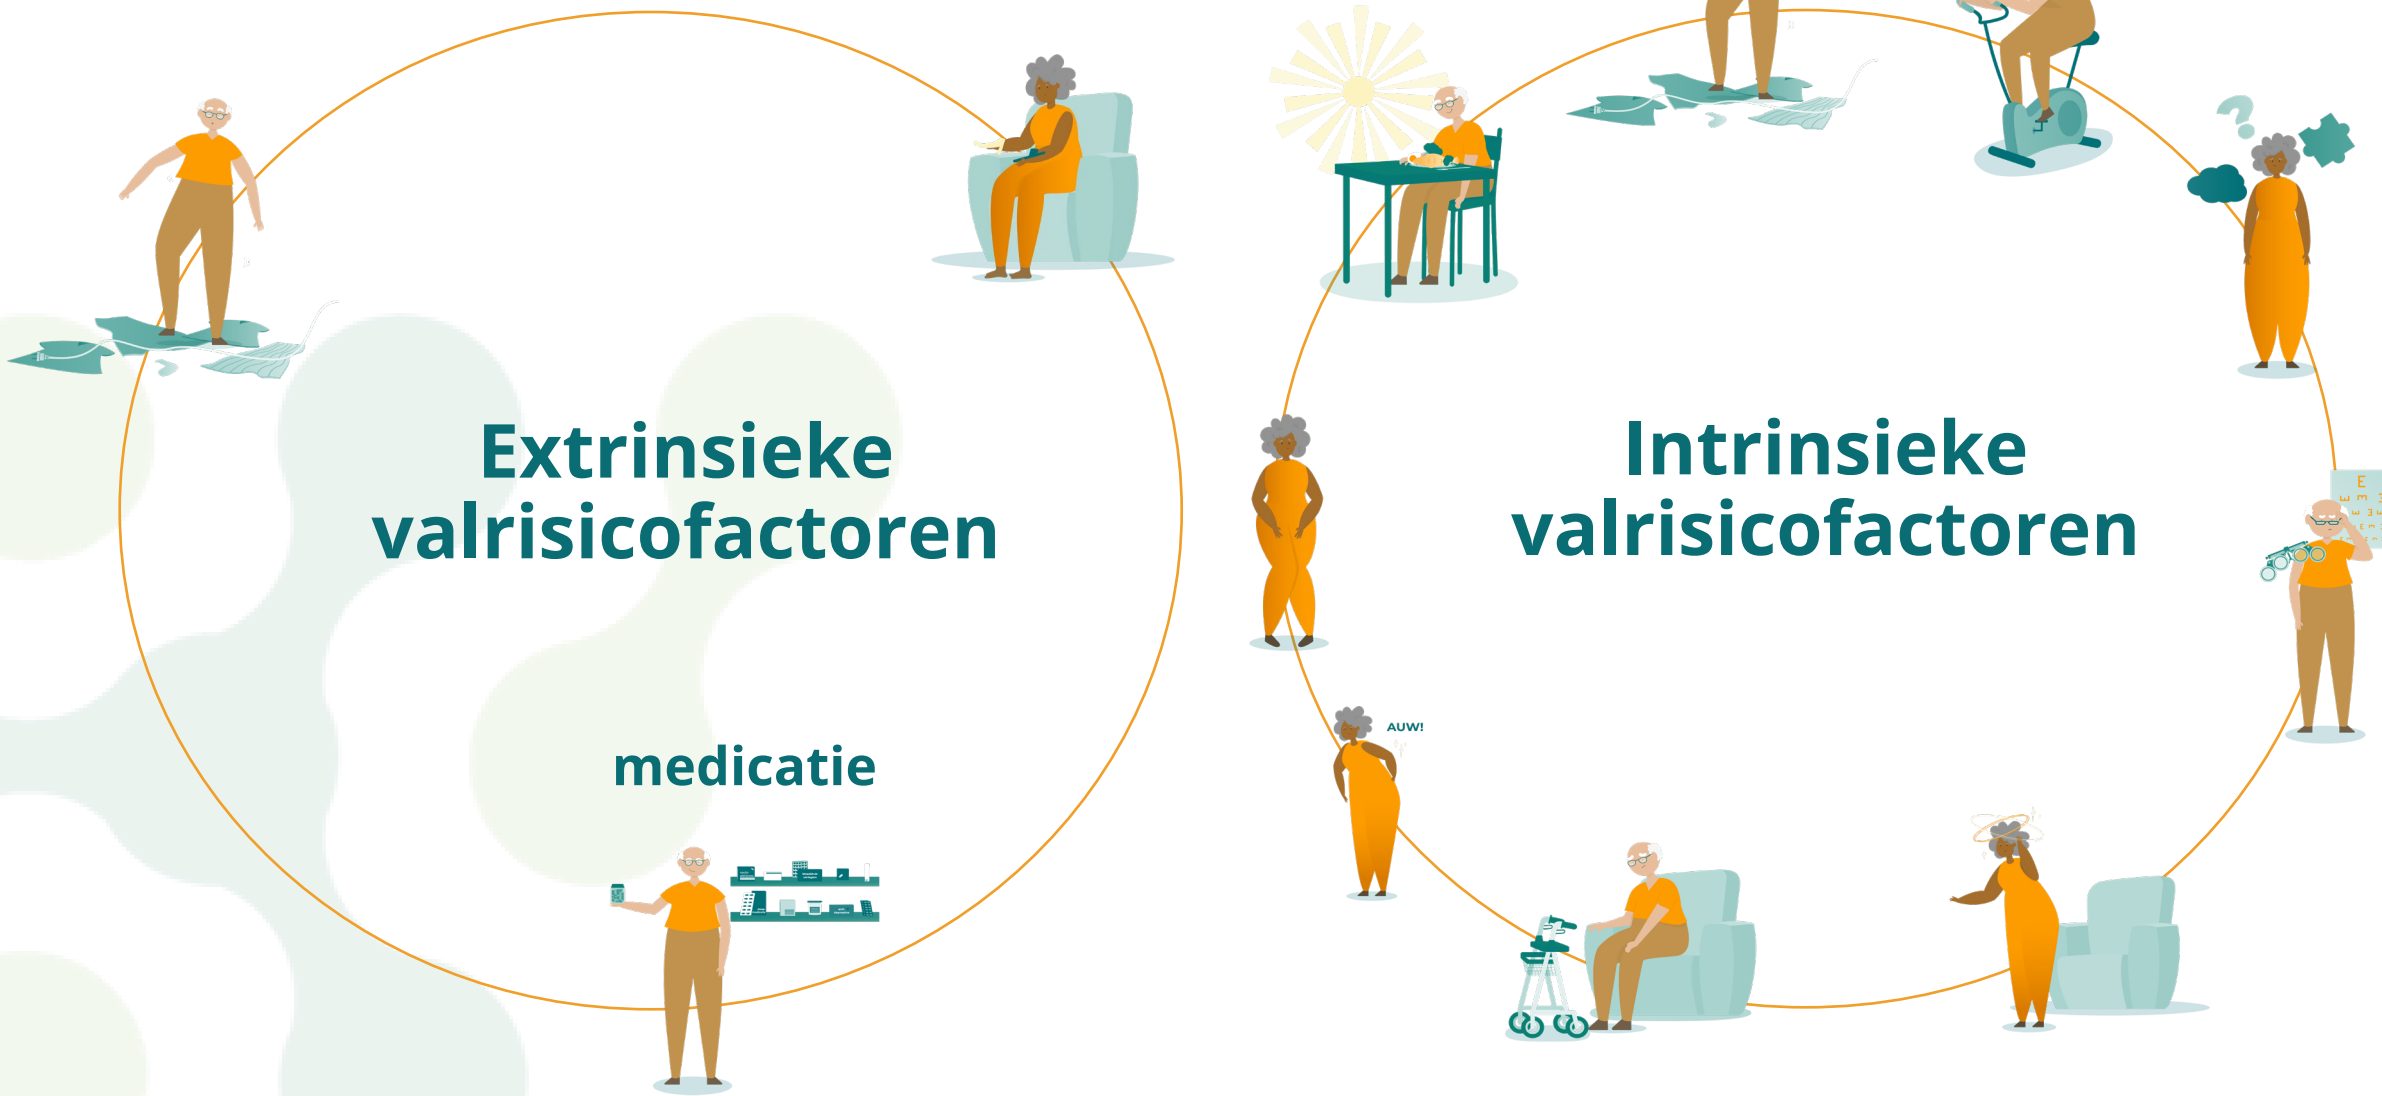 Extrinsieke
valrisicofactoren
medicatie
Intrinsieke
valrisicofactoren
AUW!